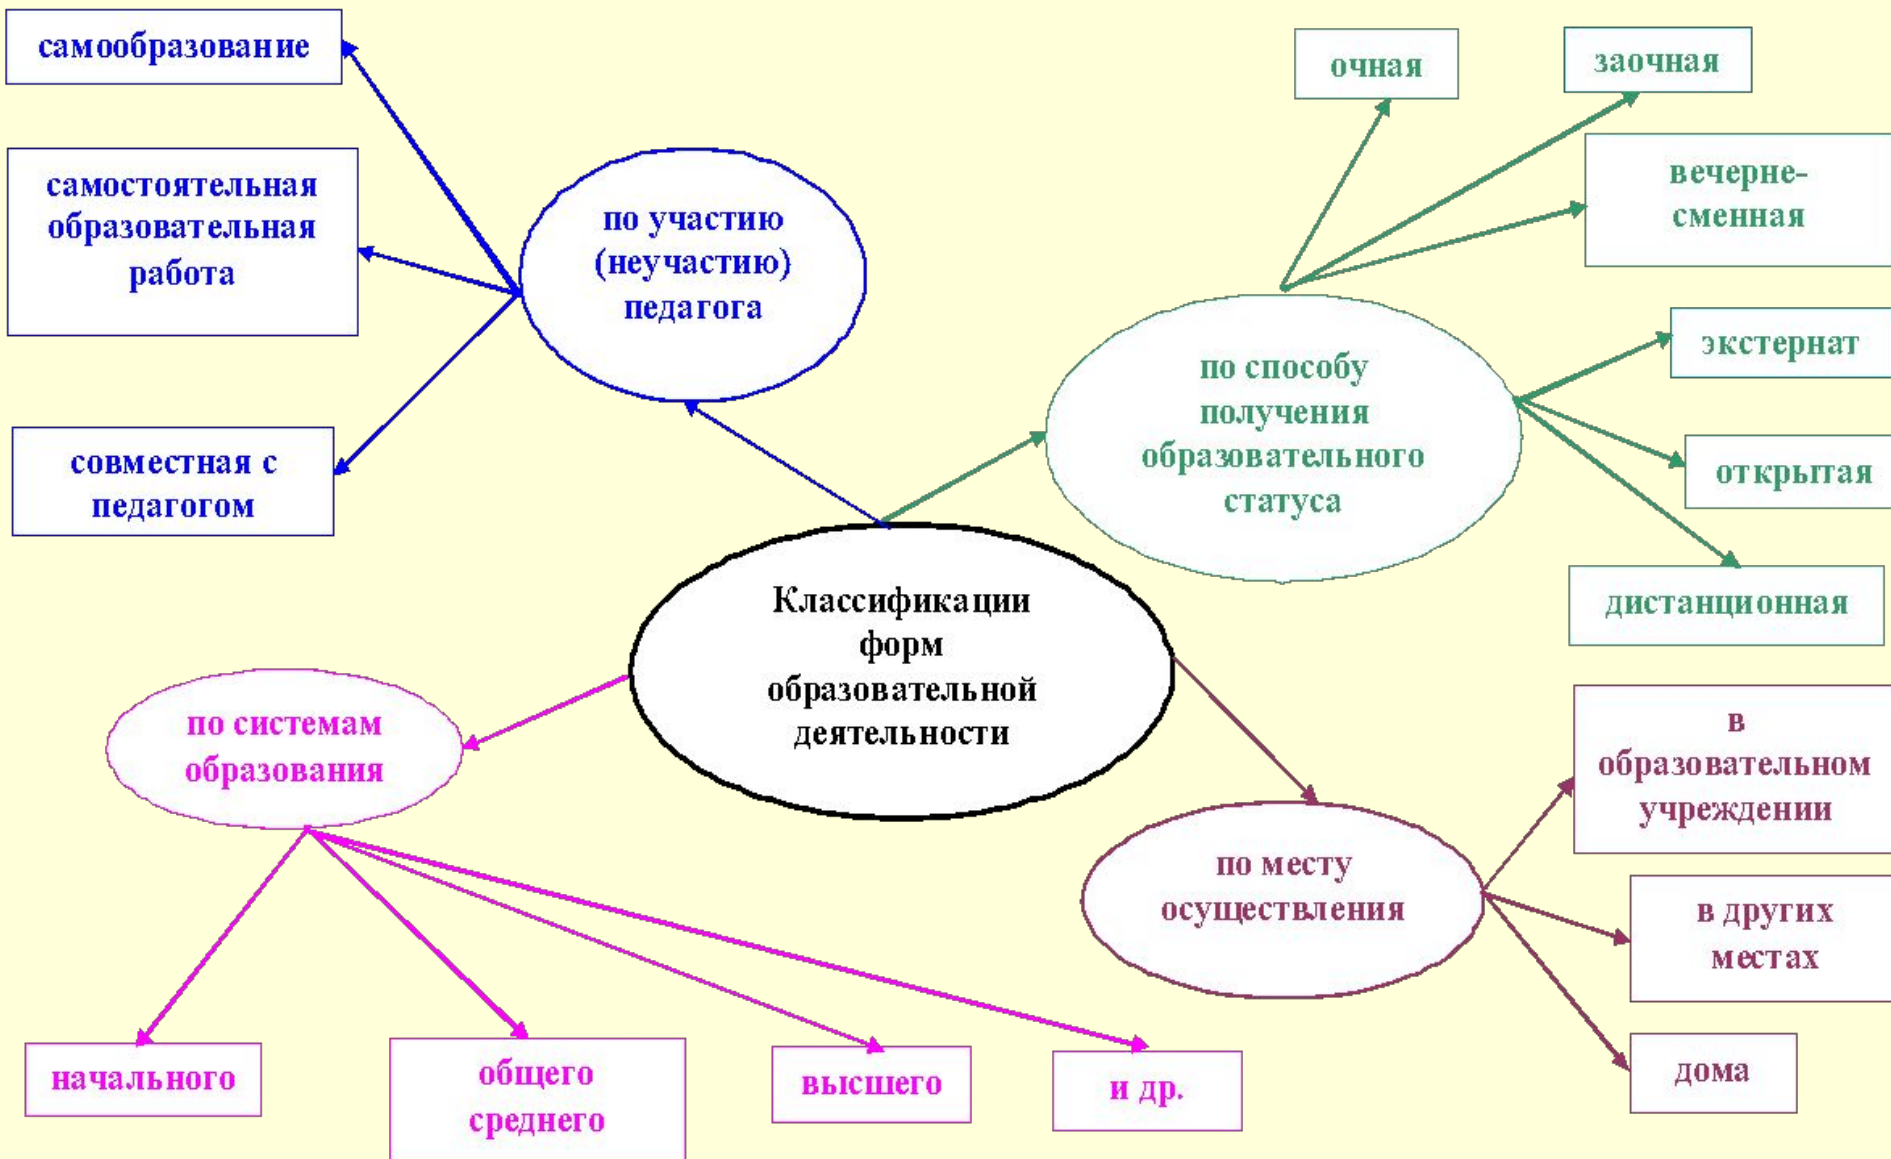 самообразование
самостоятельная
образовательная
работа
совместная с
педагогом
по участию
(неучастию)
педагога
очная
заочная
вечерне-
сменная
экстернат
открытая
дистанционная
по способу
получения
образовательного
статуса
Классификации
форм
образовательной
деятельности
по системам
образования
начального
общего
среднего
высшего
и др.
по месту
осуществления
в
образовательном
учреждении
в других
местах
дома